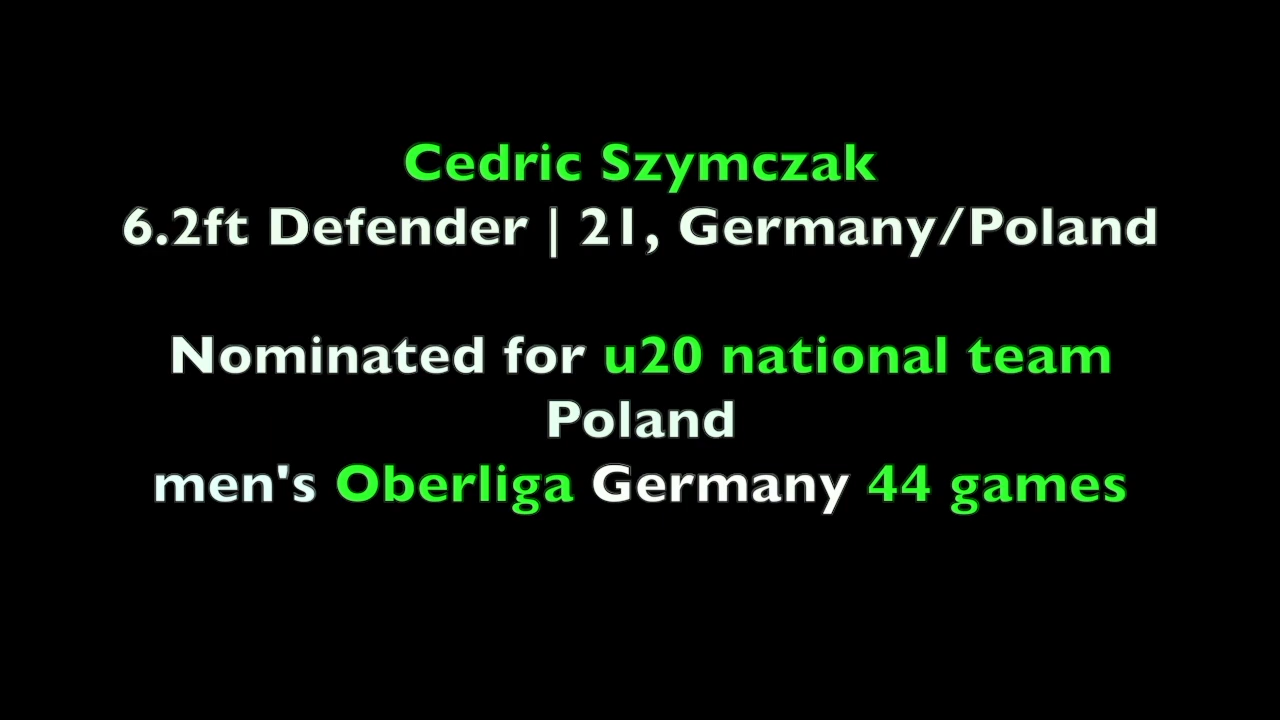 Cedric Szymczak
6.2ft Defender | 21, Germany/Poland
Nominated for u20 national team
Poland
men's Oberliga Germany 44 games